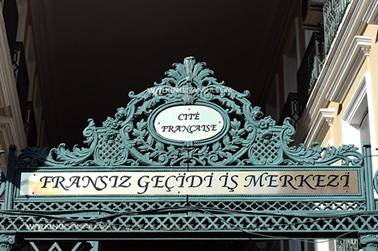 CITÉ
FRANÇAISE
FRANSIZ GEÇİDİ İŞ MERKEZİ